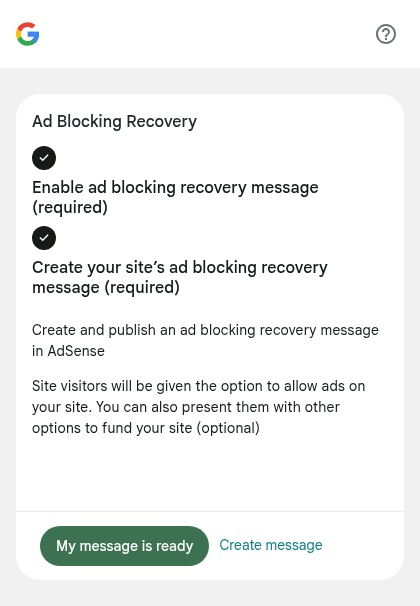 Ad Blocking Recovery
Enable ad blocking recovery message
(required)
Create your site’s ad blocking recovery
message (required)
Create and publish an ad blocking recovery message
in AdSense
Site visitors will be given the option to allow ads on
your site. You can also present them with other
options to fund your site (optional)
My message is ready
Create message